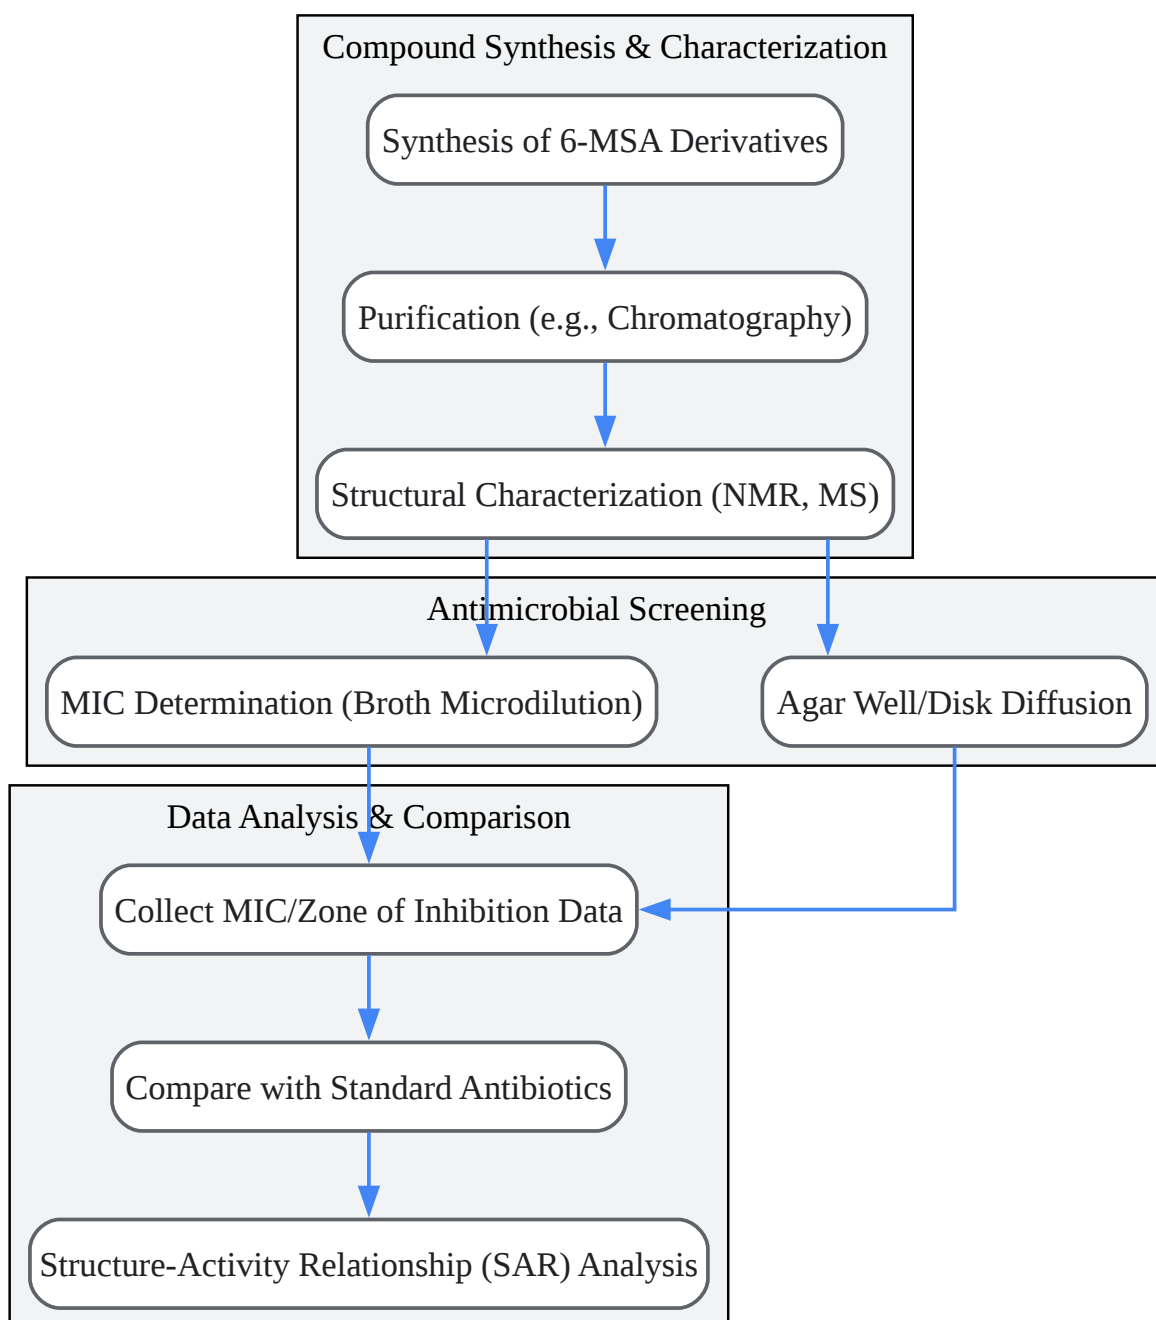 Compound Synthesis & Characterization
Synthesis of 6-MSA Derivatives
Purification (e.g., Chromatography)
Structural Characterization (NMR, MS)
Antimicrobial Screening
MIC Determination (Broth Microdilution)
Agar Well/Disk Diffusion
Data Analysis & Comparison
Collect MIC/Zone of Inhibition Data
Compare with Standard Antibiotics
Structure-Activity Relationship (SAR) Analysis